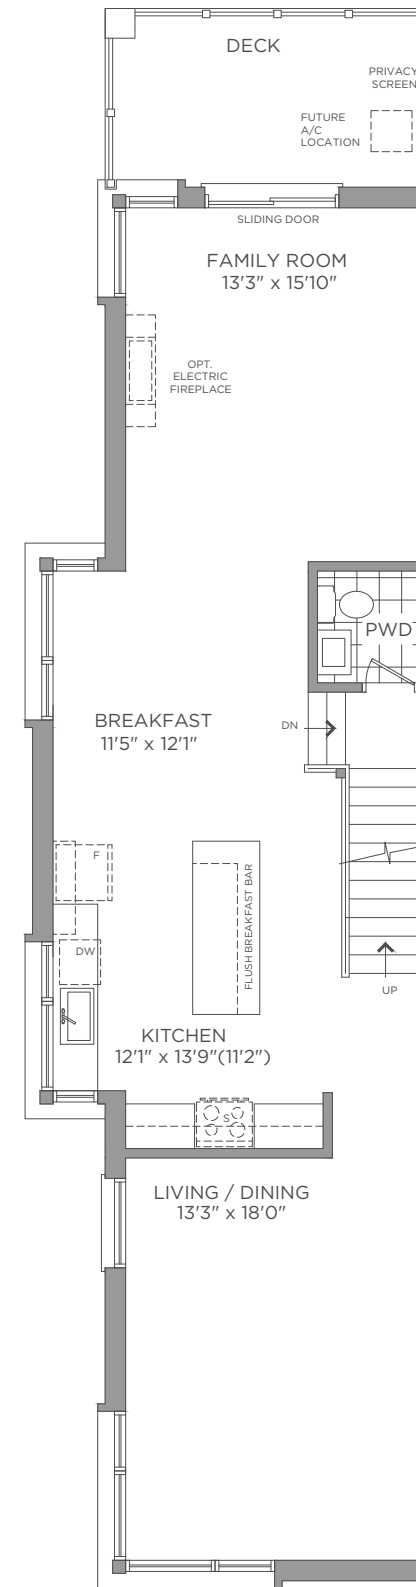 DECK
PRIVACY
SCREEN
FUTURE
A/C
LOCATION
SLIDING DOOR
FAMILY ROOM
13'3" x 15'10"
OPT.
ELECTRIC
FIREPLACE
PWD
BREAKFAST
11'5" x 12'1"
DN
F
FLUSH BREAKFAST BAR
DW
UP
KITCHEN
12'1" x 13'9"(11'2")
S
LIVING / DINING
13'3" x 18'0"